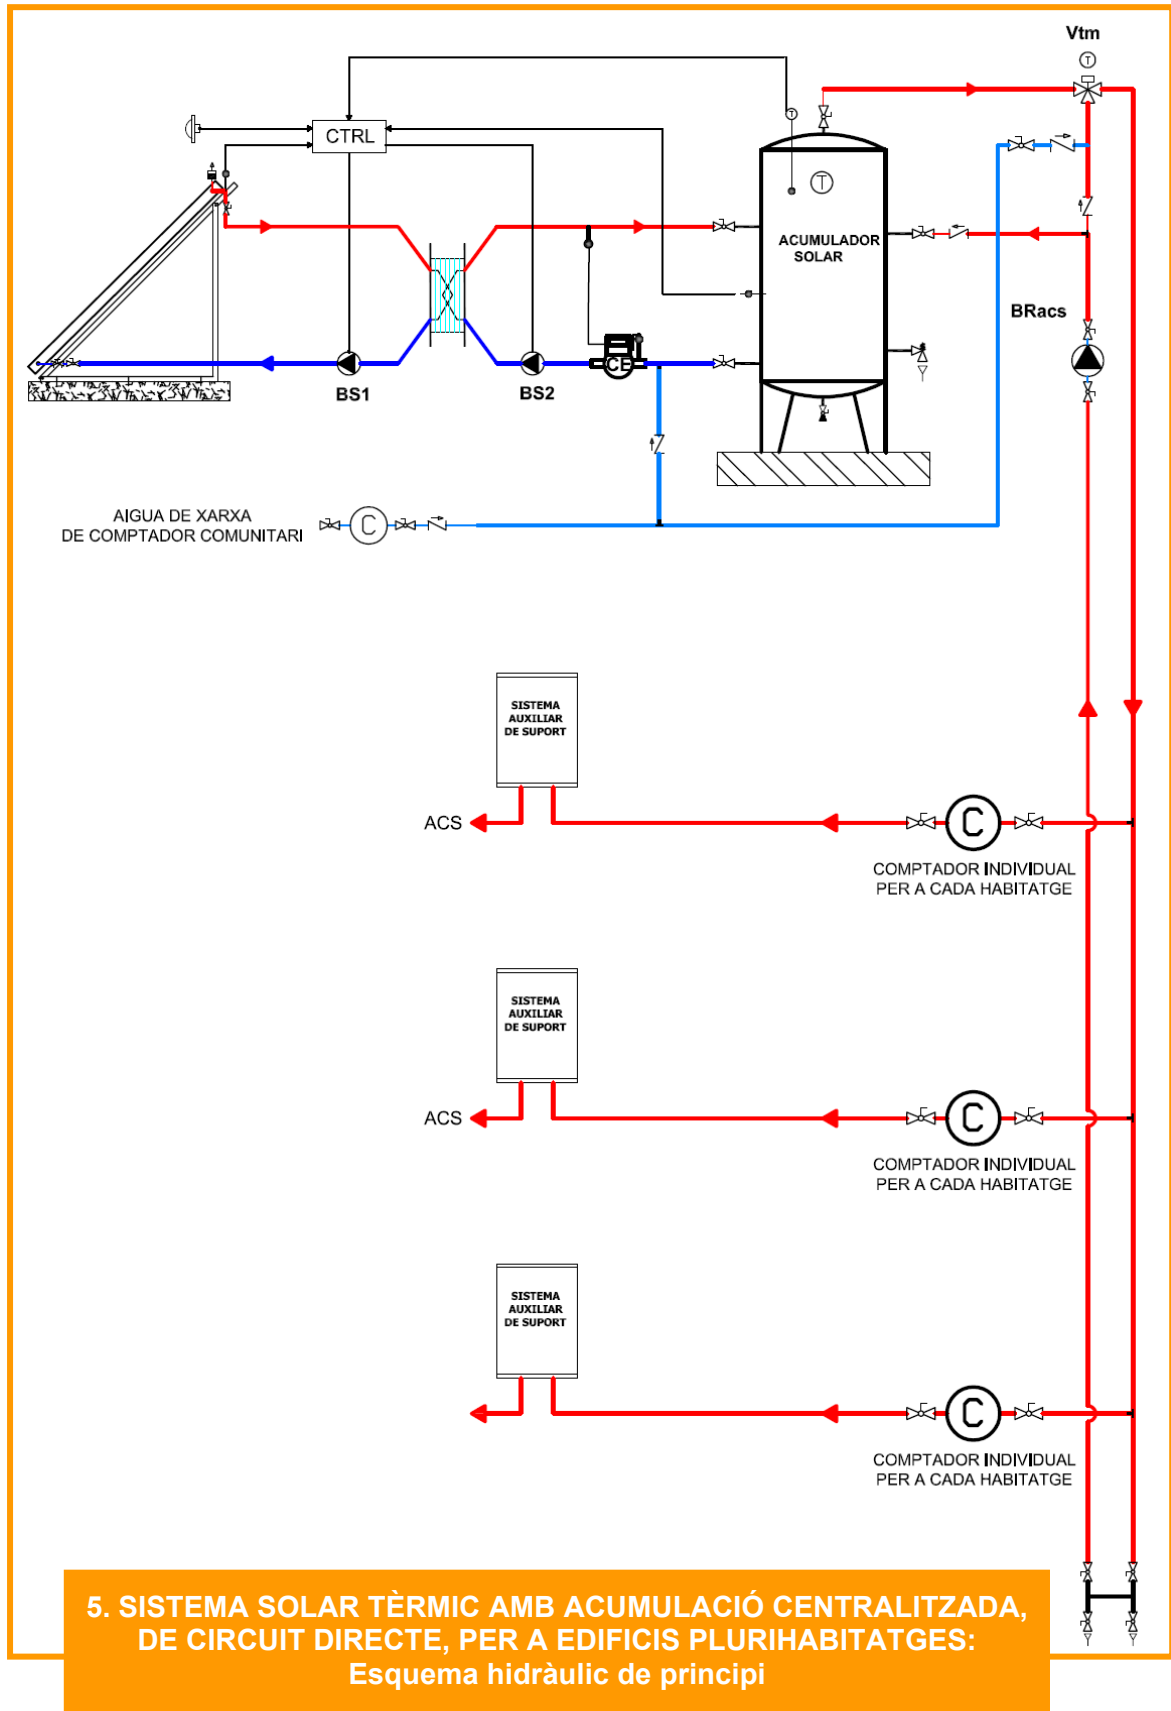 Vtm
T
CTRL
T
T
ACUMULADOR
SOLAR
BRacs
CE
BS1
BS2
AIGUA DE XARXA
DE COMPTADOR COMUNITARI
C
SISTEMA
AUXILIAR
DE SUPORT
ACS
C
COMPTADOR INDIVIDUAL
PER A CADA HABITATGE
SISTEMA
AUXILIAR
DE SUPORT
ACS
C
COMPTADOR INDIVIDUAL
PER A CADA HABITATGE
SISTEMA
AUXILIAR
DE SUPORT
C
COMPTADOR INDIVIDUAL
PER A CADA HABITATGE
5. SISTEMA SOLAR TÈRMIC AMB ACUMULACIÓ CENTRALITZADA,
DE CIRCUIT DIRECTE, PER A EDIFICIS PLURIHABITATGES:
Esquema hidràulic de principi